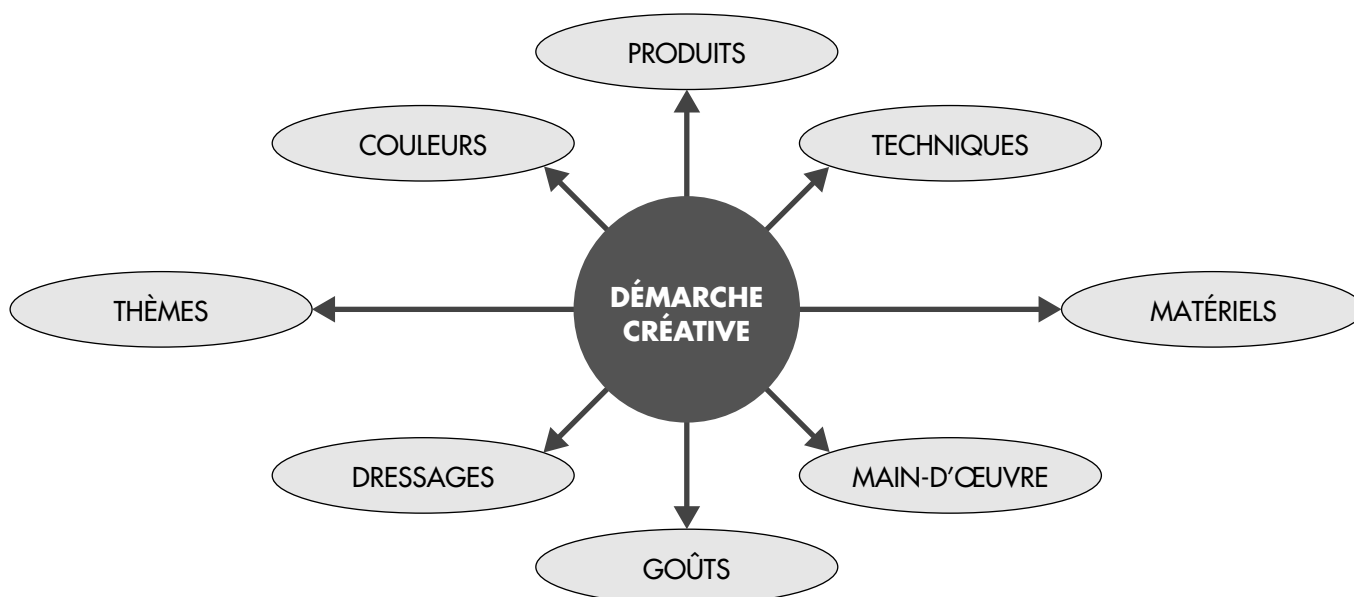 PRODUITS
COULEURS
TECHNIQUES
THÈMES
DÉMARCHE
CRÉATIVE
MATÉRIELS
DRESSAGES
MAIN-D'ŒUVRE
GOÛTS